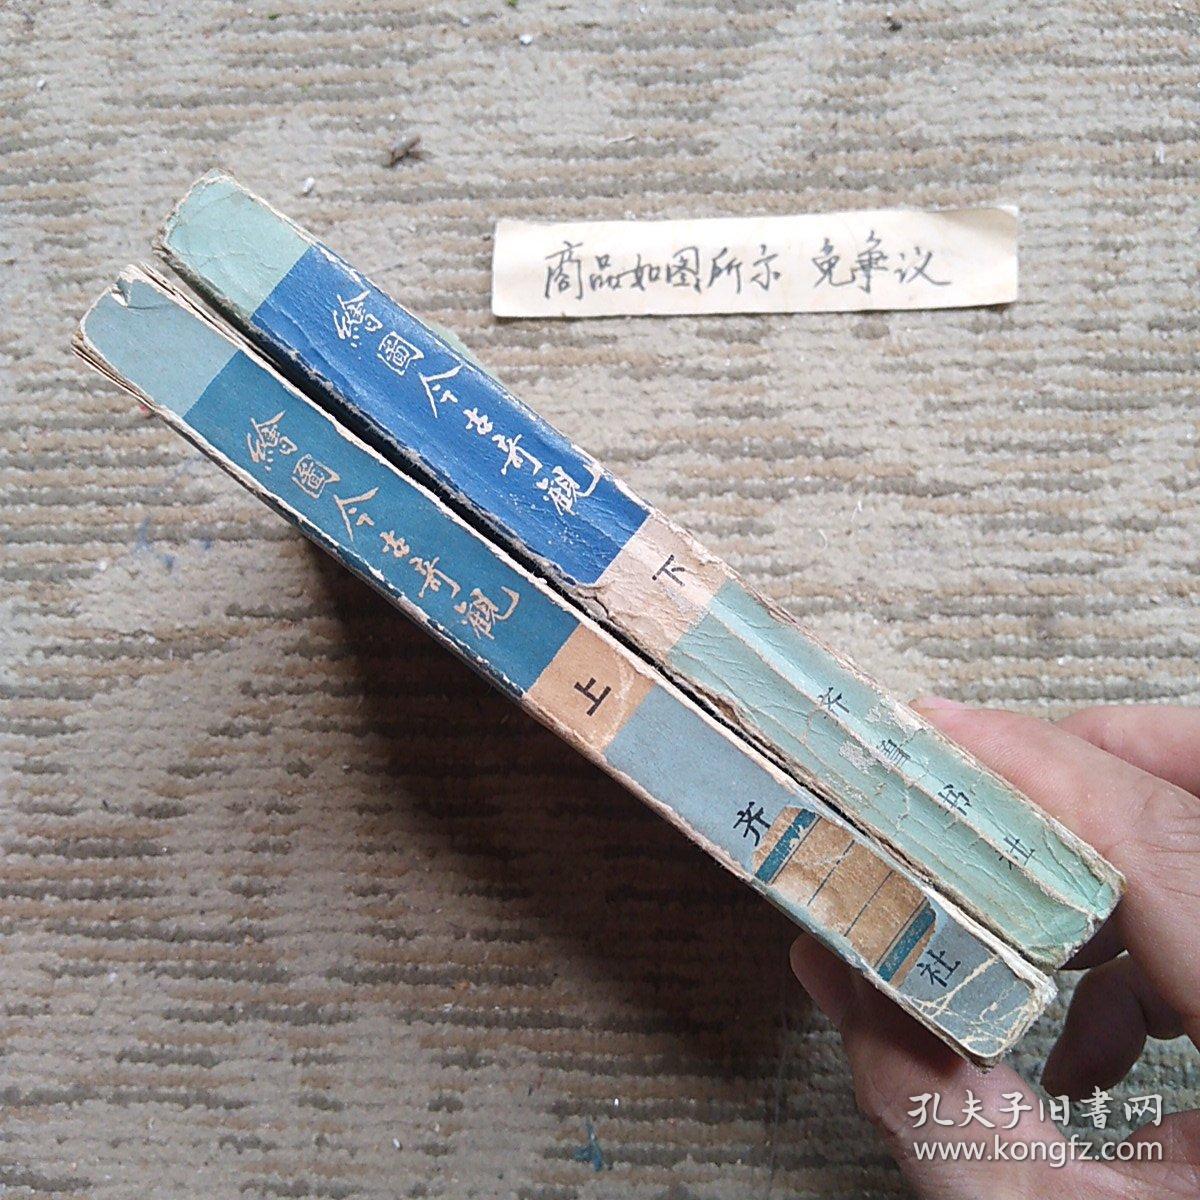 商品如图所示 免争议
繪圖今古奇觀
下
齐鲁书社
繪圖今古奇觀
上
齐
社
孔夫子旧書网
www.kongfz.com